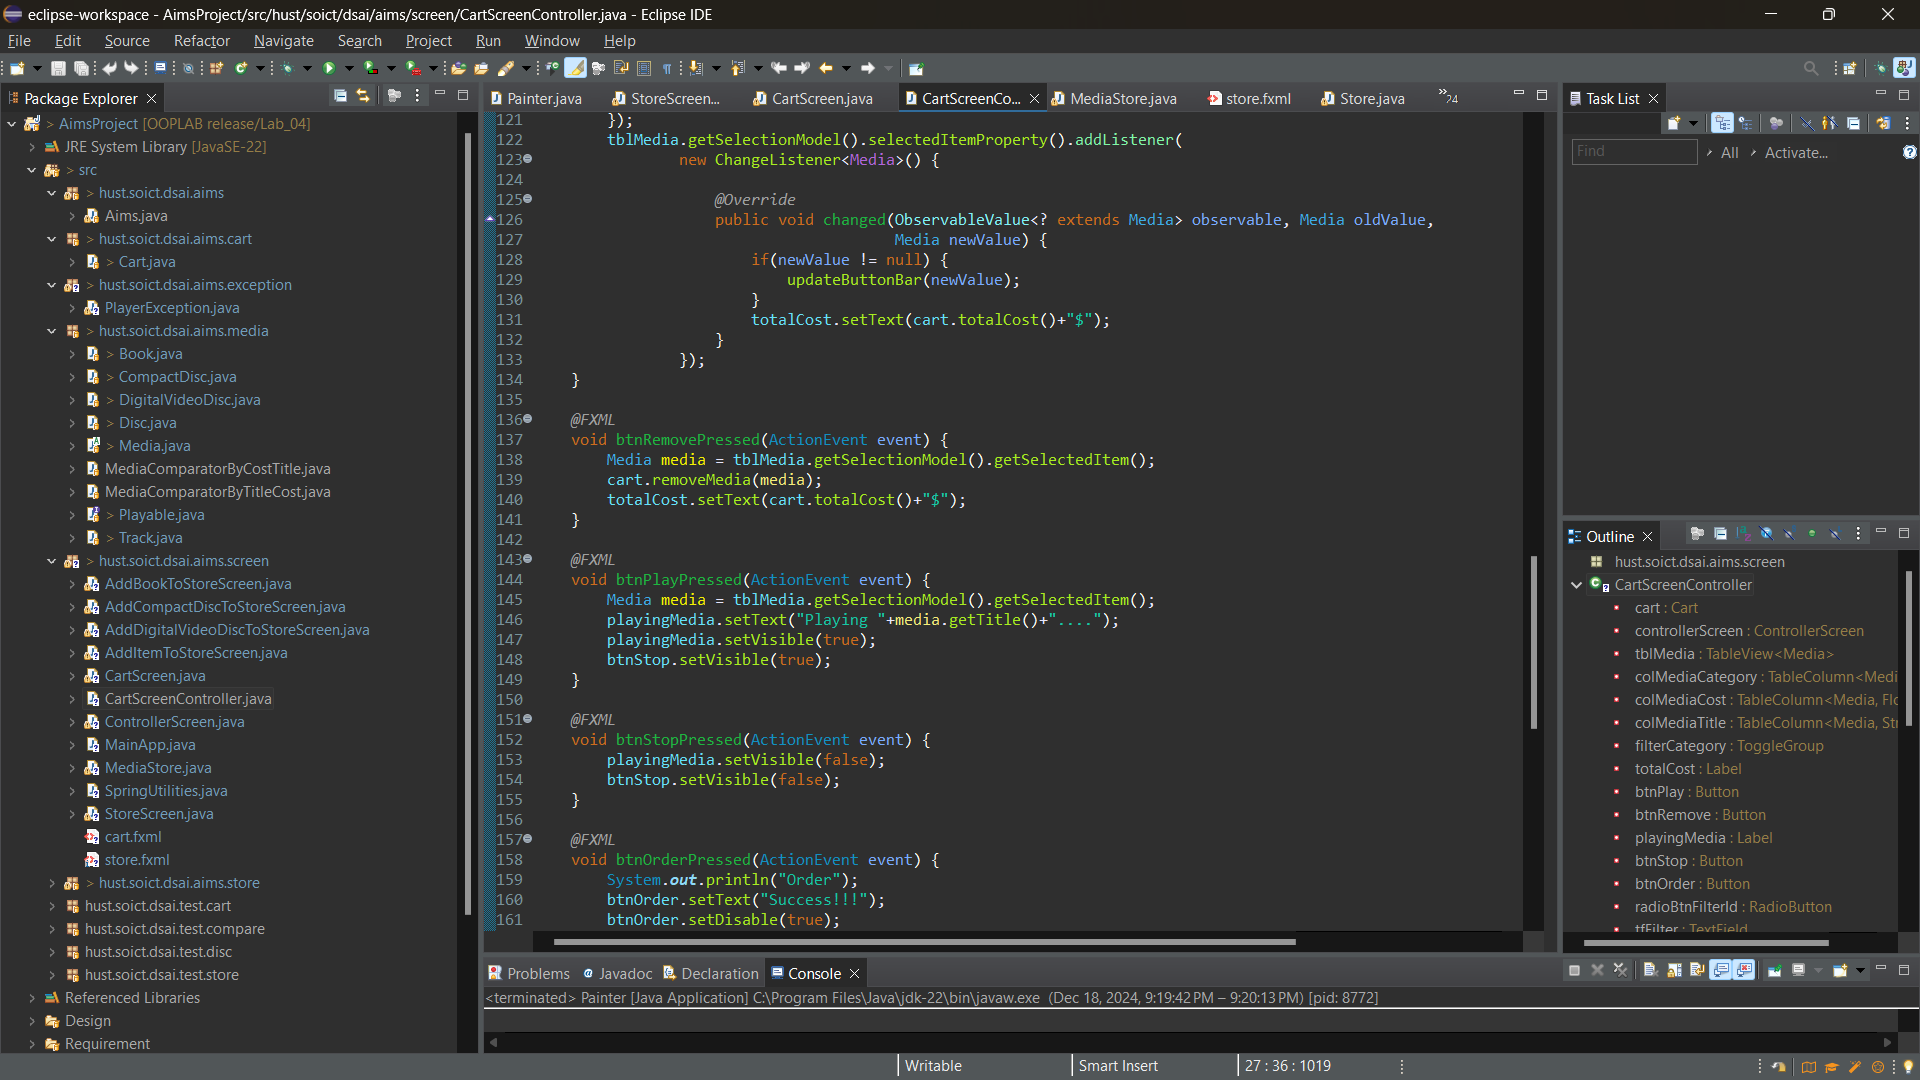 eclipse-workspace - AimsProject/src/hust/soict/dsai/aims/screen/CartScreenController.java - Eclipse IDE
File Edit Source Refactor Navigate Search Project Run Window Help
Package Explorer
> AimsProject [OOPLAB release/Lab_04]
JRE System Library [JavaSE-22]
> src
> hust.soict.dsai.aims
Aims.java
> hust.soict.dsai.aims.cart
> Cart.java
> hust.soict.dsai.aims.exception
PlayerException.java
> hust.soict.dsai.aims.media
> Book.java
> CompactDisc.java
> DigitalVideoDisc.java
> Disc.java
> Media.java
MediaComparatorByCostTitle.java
MediaComparatorByTitleCost.java
> Playable.java
> Track.java
> hust.soict.dsai.aims.screen
AddBookToStoreScreen.java
AddCompactDiscToStoreScreen.java
AddDigitalVideoDiscToStoreScreen.java
AddItemToStoreScreen.java
CartScreen.java
CartScreenController.java
ControllerScreen.java
MainApp.java
MediaStore.java
SpringUtilities.java
StoreScreen.java
cart.fxml
store.fxml
> hust.soict.dsai.aims.store
hust.soict.dsai.test.cart
hust.soict.dsai.test.compare
hust.soict.dsai.test.disc
hust.soict.dsai.test.store
Referenced Libraries
Design
Requirement
Painter.java StoreScreen... CartScreen.java CartScreenCo... MediaStore.java store.fxml Store.java »24
121 });
122 tblMedia.getSelectionModel().selectedItemProperty().addListener(
123 new ChangeListener<Media>() {
124
125 @Override
126 public void changed(ObservableValue<? extends Media> observable, Media oldValue,
127 Media newValue) {
128 if(newValue != null) {
129 updateButtonBar(newValue);
130 }
131 totalCost.setText(cart.totalCost()+"$");
132 }
133 });
134 }
135
136 @FXML
137 void btnRemovePressed(ActionEvent event) {
138 Media media = tblMedia.getSelectionModel().getSelectedItem();
139 cart.removeMedia(media);
140 totalCost.setText(cart.totalCost()+"$");
141 }
142
143 @FXML
144 void btnPlayPressed(ActionEvent event) {
145 Media media = tblMedia.getSelectionModel().getSelectedItem();
146 playingMedia.setText("Playing "+media.getTitle()+"....");
147 playingMedia.setVisible(true);
148 btnStop.setVisible(true);
149 }
150
151 @FXML
152 void btnStopPressed(ActionEvent event) {
153 playingMedia.setVisible(false);
154 btnStop.setVisible(false);
155 }
156
157 @FXML
158 void btnOrderPressed(ActionEvent event) {
159 System.out.println("Order");
160 btnOrder.setText("Success!!!");
161 btnOrder.setDisable(true);
Task List
Find All Activate...
Outline
hust.soict.dsai.aims.screen
CartScreenController
cart : Cart
controllerScreen : ControllerScreen
tblMedia : TableView<Media>
colMediaCategory : TableColumn<Medi
colMediaCost : TableColumn<Media, Flo
colMediaTitle : TableColumn<Media, Str
filterCategory : ToggleGroup
totalCost : Label
btnPlay : Button
btnRemove : Button
playingMedia : Label
btnStop : Button
btnOrder : Button
radioBtnFilterId : RadioButton
tfFilter : TextField
Problems Javadoc Declaration Console
<terminated> Painter [Java Application] C:\Program Files\Java\jdk-22\bin\javaw.exe (Dec 18, 2024, 9:19:42 PM – 9:20:13 PM) [pid: 8772]
Writable Smart Insert 27 : 36 : 1019